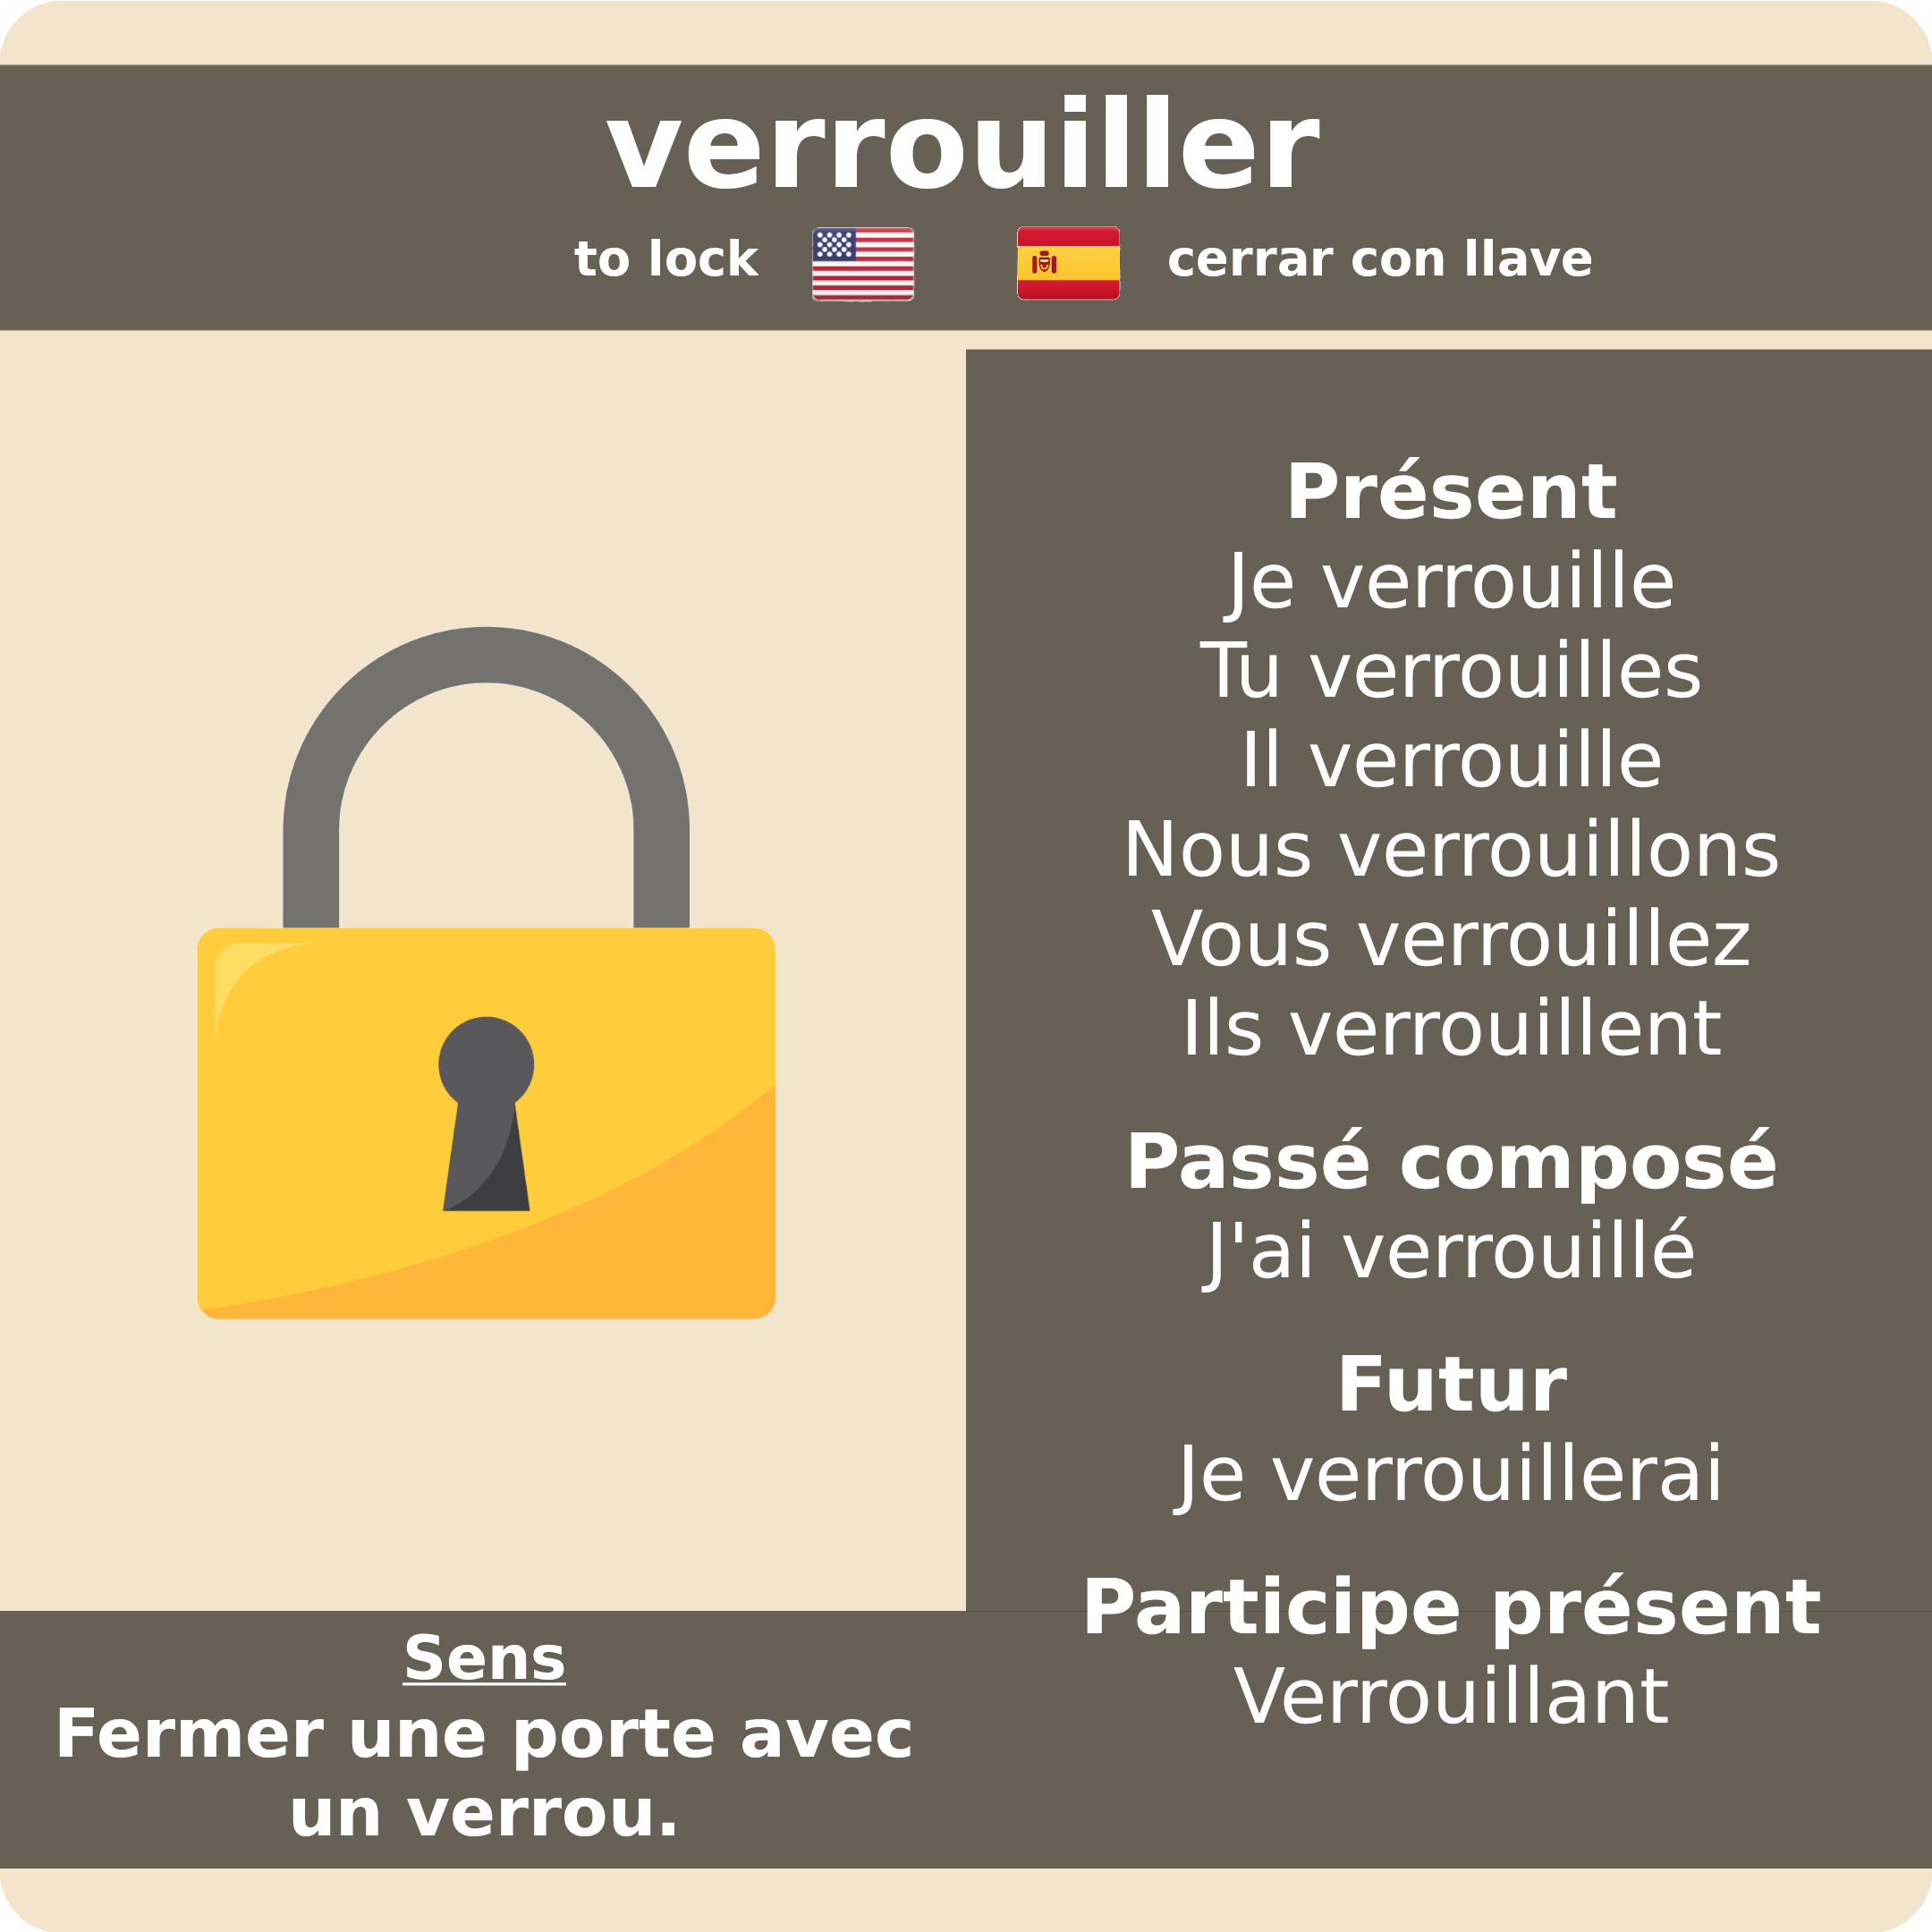 verrouiller
to lock
cerrar con llave
Présent
Je verrouille
Tu verrouilles
Il verrouille
Nous verrouillons
Vous verrouillez
Ils verrouillent
Passé composé
J'ai verrouillé
Futur
Je verrouillerai
Participe présent
Verrouillant
Sens
Fermer une porte avec
un verrou.